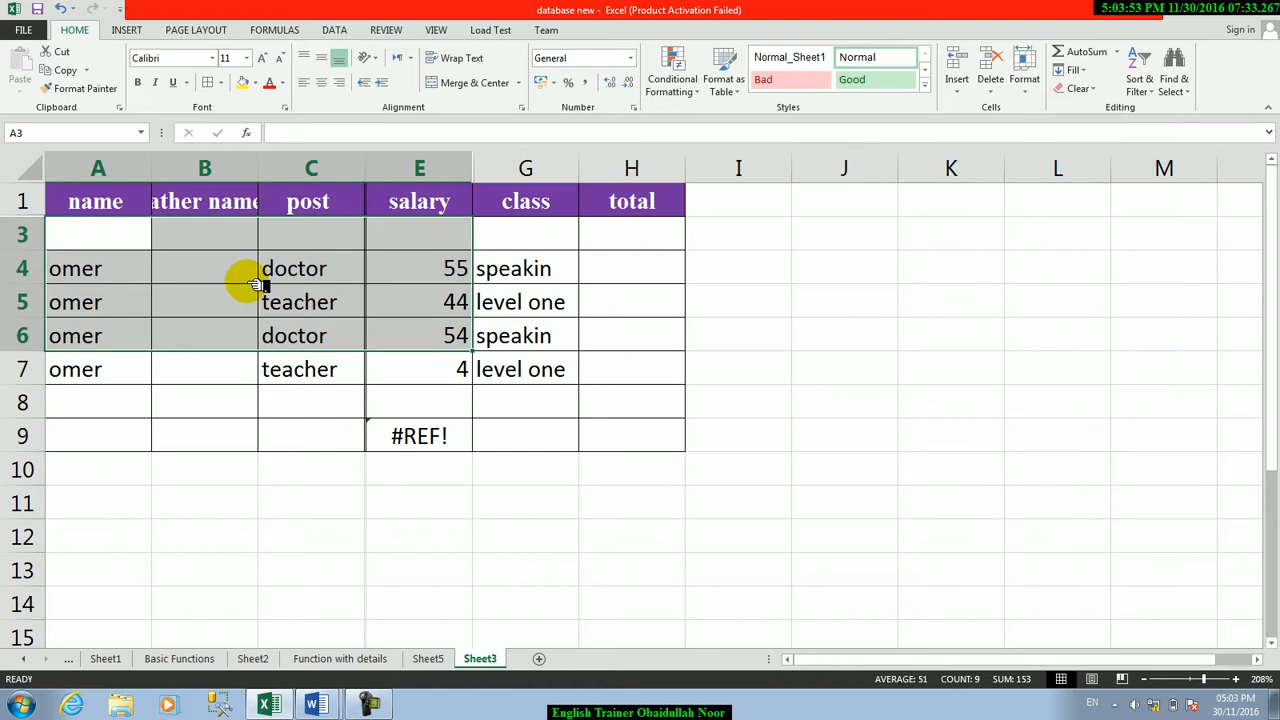 database new - Excel (Product Activation Failed)
5:03:53 PM 11/30/2016 07:33.267
FILE HOME INSERT PAGE LAYOUT FORMULAS DATA REVIEW VIEW Load Test Team Sign in
Paste
Cut
Copy
Format Painter
Clipboard
Calibri 11
B I U
Font
Wrap Text
Merge & Center
Alignment
General
%
Number
Conditional Formatting
Format as Table
Normal_Sheet1 Normal
Bad Good
Styles
Insert Delete Format
Cells
AutoSum
Fill
Clear
Sort & Filter
Find & Select
Editing
A3
A B C E G H I J K L M
1 name ather name post salary class total
3
4 omer doctor 55 speakin
5 omer teacher 44 level one
6 omer doctor 54 speakin
7 omer teacher 4 level one
8
9 #REF!
10
11
12
13
14
15
... Sheet1 Basic Functions Sheet2 Function with details Sheet5 Sheet3
READY AVERAGE: 51 COUNT: 9 SUM: 153 208%
EN 05:03 PM
30/11/2016
English Trainer Obaidullah Noor